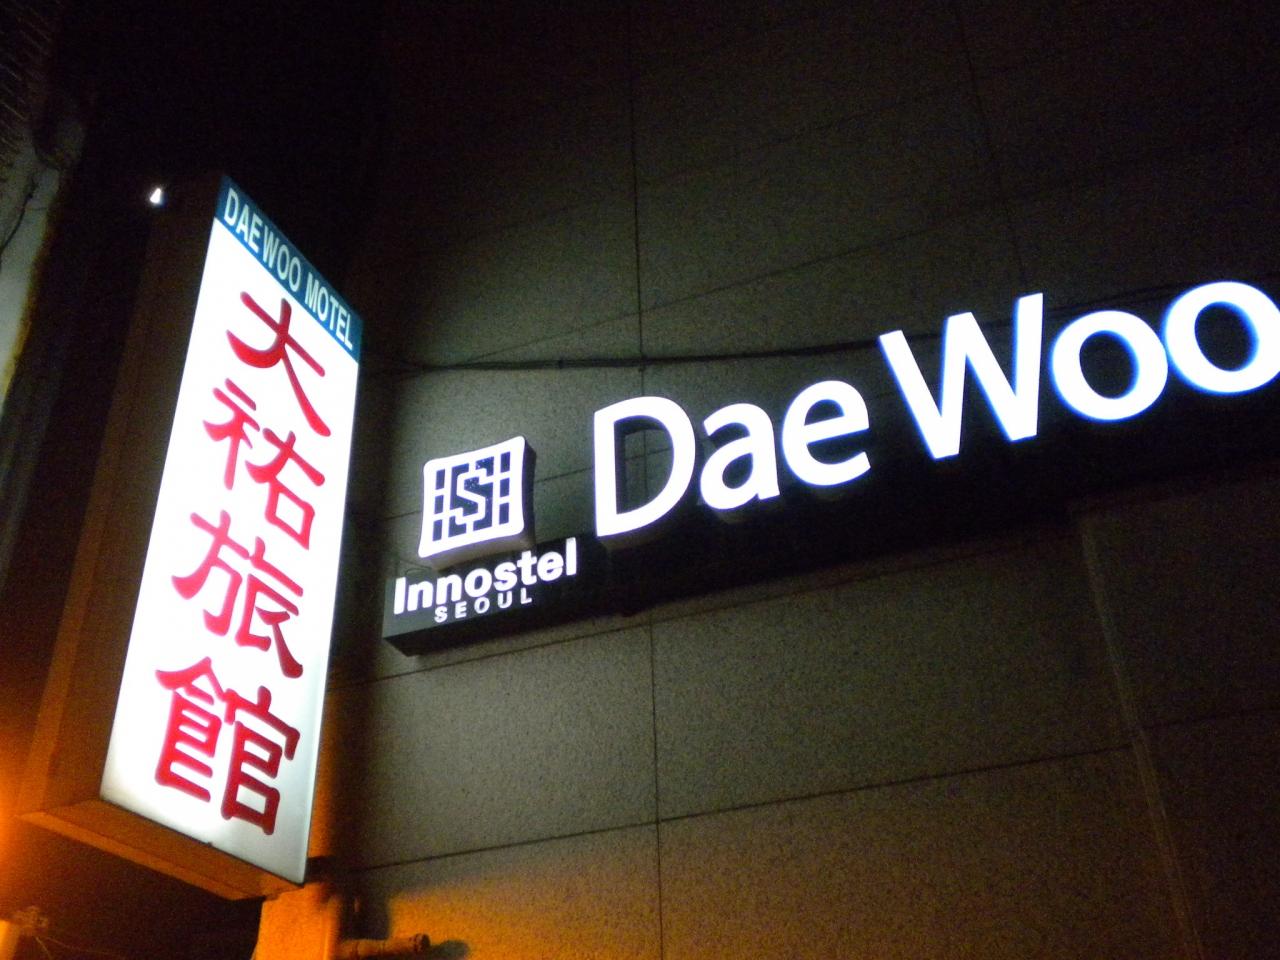 DAEWOO MOTEL
大祐旅館
Innostel
SEOUL
Dae Woo